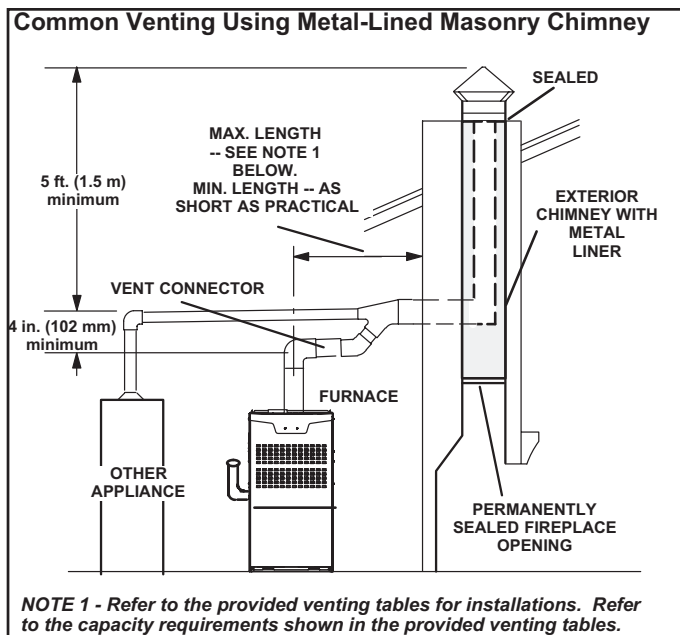 Common Venting Using Metal-Lined Masonry Chimney
SEALED
MAX. LENGTH
-- SEE NOTE 1
BELOW.
MIN. LENGTH -- AS
SHORT AS PRACTICAL
5 ft. (1.5 m)
minimum
EXTERIOR
CHIMNEY WITH
METAL
LINER
VENT CONNECTOR
4 in. (102 mm)
minimum
FURNACE
OTHER
APPLIANCE
PERMANENTLY
SEALED FIREPLACE
OPENING
NOTE 1 - Refer to the provided venting tables for installations. Refer
to the capacity requirements shown in the provided venting tables.